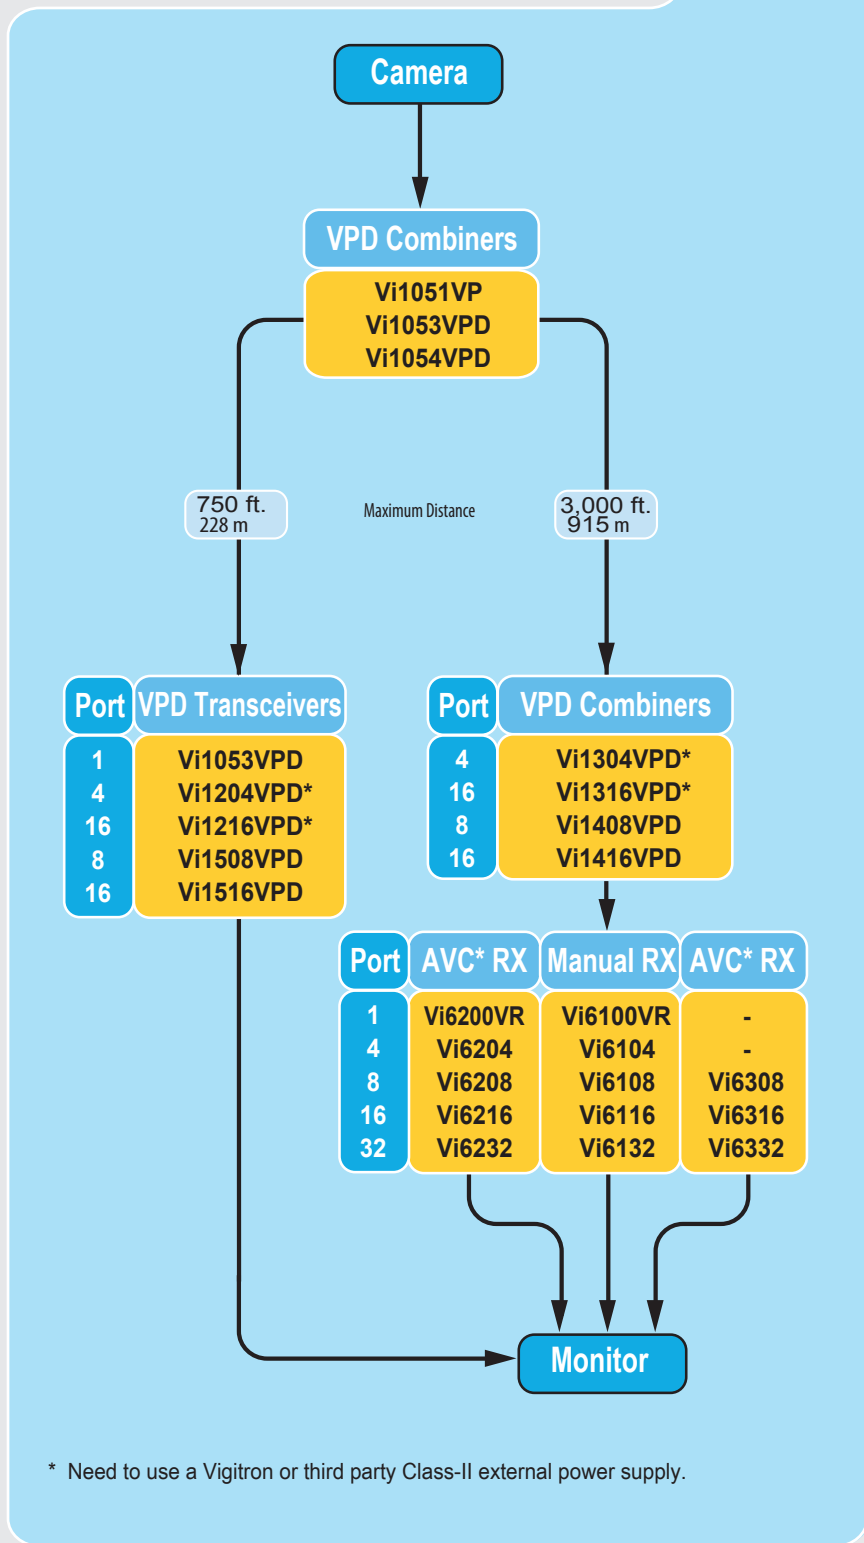 Camera
VPD Combiners
Vi1051VP
Vi1053VPD
Vi1054VPD
750 ft.
228 m
Maximum Distance
3,000 ft.
915 m
Port VPD Transceivers
1 Vi1053VPD
4 Vi1204VPD*
16 Vi1216VPD*
8 Vi1508VPD
16 Vi1516VPD
Port VPD Combiners
4 Vi1304VPD*
16 Vi1316VPD*
8 Vi1408VPD
16 Vi1416VPD
Port AVC* RX Manual RX AVC* RX
1 Vi6200VR Vi6100VR -
4 Vi6204 Vi6104 -
8 Vi6208 Vi6108 Vi6308
16 Vi6216 Vi6116 Vi6316
32 Vi6232 Vi6132 Vi6332
Monitor
* Need to use a Vigitron or third party Class-II external power supply.